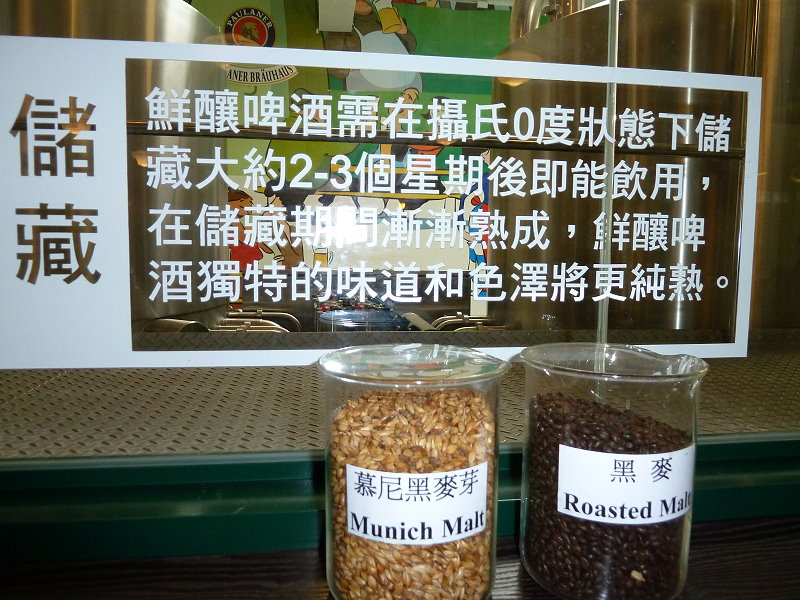 PAULANER
ANER BRÄUHAUS
儲藏
鮮釀啤酒需在攝氏0度狀態下儲
藏大約2-3個星期後即能飲用，
在儲藏期間漸漸熟成，鮮釀啤
酒獨特的味道和色澤將更純熟。
慕尼黑麥芽
Munich Malt
黑 麥
Roasted Malt